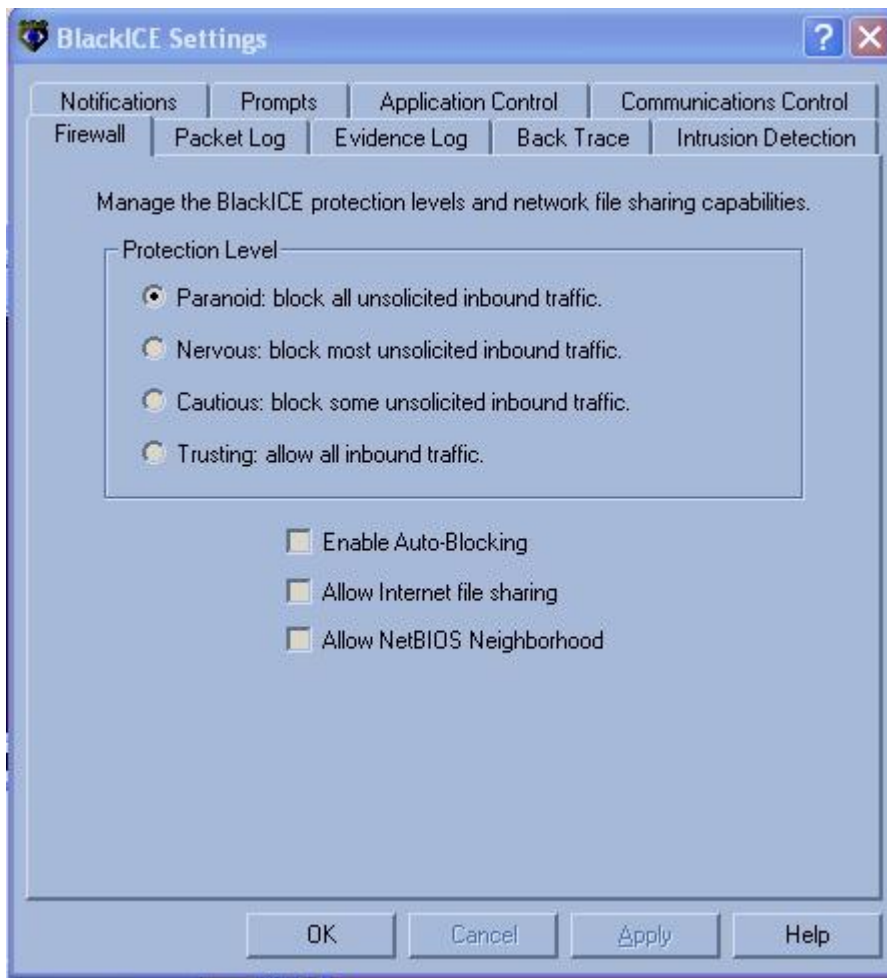 BlackICE Settings
Notifications Prompts Application Control Communications Control
Firewall Packet Log Evidence Log Back Trace Intrusion Detection
Manage the BlackICE protection levels and network file sharing capabilities.
Protection Level
Paranoid: block all unsolicited inbound traffic.
Nervous: block most unsolicited inbound traffic.
Cautious: block some unsolicited inbound traffic.
Trusting: allow all inbound traffic.
Enable Auto-Blocking
Allow Internet file sharing
Allow NetBIOS Neighborhood
OK Cancel Apply Help